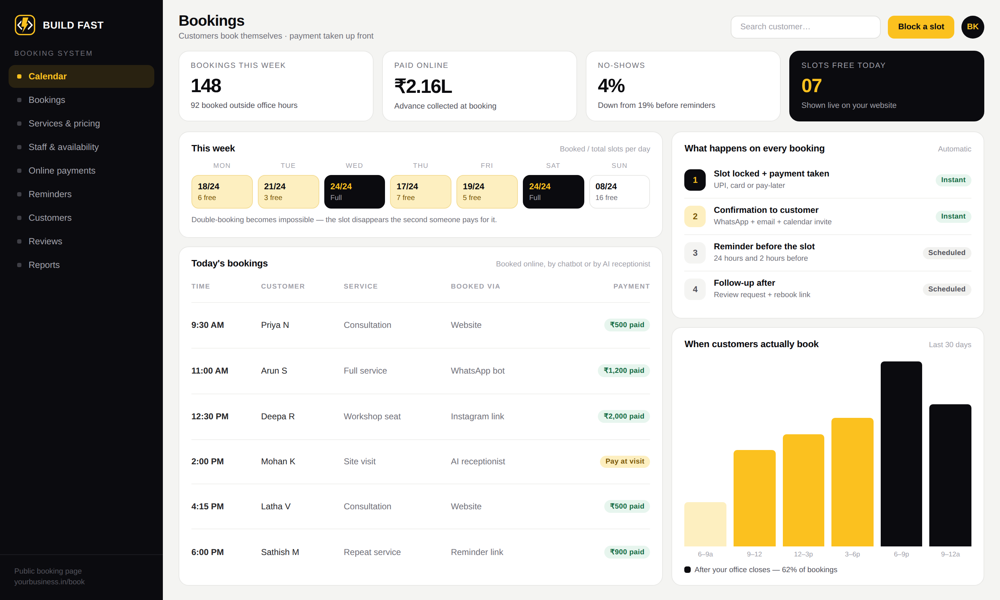 BUILD FAST
BOOKING SYSTEM
Calendar
Bookings
Services & pricing
Staff & availability
Online payments
Reminders
Customers
Reviews
Reports
Public booking page
yourbusiness.in/book
Bookings
Customers book themselves · payment taken up front
Search customer…
Block a slot
BK
BOOKINGS THIS WEEK
148
92 booked outside office hours
PAID ONLINE
₹2.16L
Advance collected at booking
NO-SHOWS
4%
Down from 19% before reminders
SLOTS FREE TODAY
07
Shown live on your website
This week
Booked / total slots per day
MON TUE WED THU FRI SAT SUN
18/24 21/24 24/24 17/24 19/24 24/24 08/24
6 free 3 free Full 7 free 5 free Full 16 free
Double-booking becomes impossible — the slot disappears the second someone pays for it.
Today's bookings
Booked online, by chatbot or by AI receptionist
TIME CUSTOMER SERVICE BOOKED VIA PAYMENT
9:30 AM Priya N Consultation Website ₹500 paid
11:00 AM Arun S Full service WhatsApp bot ₹1,200 paid
12:30 PM Deepa R Workshop seat Instagram link ₹2,000 paid
2:00 PM Mohan K Site visit AI receptionist Pay at visit
4:15 PM Latha V Consultation Website ₹500 paid
6:00 PM Sathish M Repeat service Reminder link ₹900 paid
What happens on every booking
Automatic
1
Slot locked + payment taken
UPI, card or pay-later
Instant
2
Confirmation to customer
WhatsApp + email + calendar invite
Instant
3
Reminder before the slot
24 hours and 2 hours before
Scheduled
4
Follow-up after
Review request + rebook link
Scheduled
When customers actually book
Last 30 days
6–9a 9–12 12–3p 3–6p 6–9p 9–12a
After your office closes — 62% of bookings